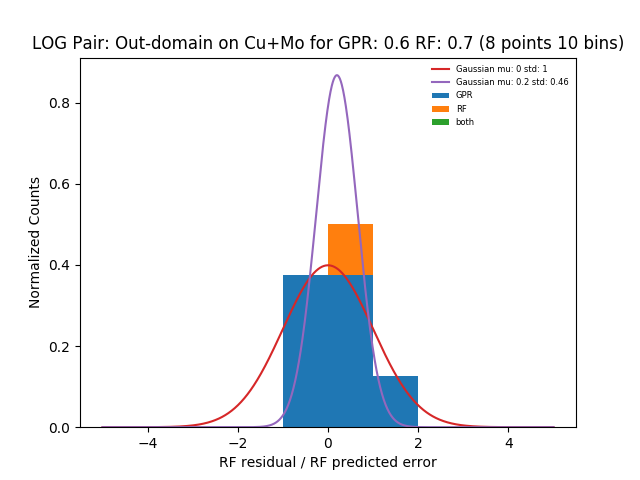 LOG Pair: Out-domain on Cu+Mo for GPR: 0.6 RF: 0.7 (8 points 10 bins)
Gaussian mu: 0 std: 1
Gaussian mu: 0.2 std: 0.46
GPR
RF
both
Normalized Counts
0.8
0.6
0.4
0.2
0.0
−4
−2
0
2
4
RF residual / RF predicted error